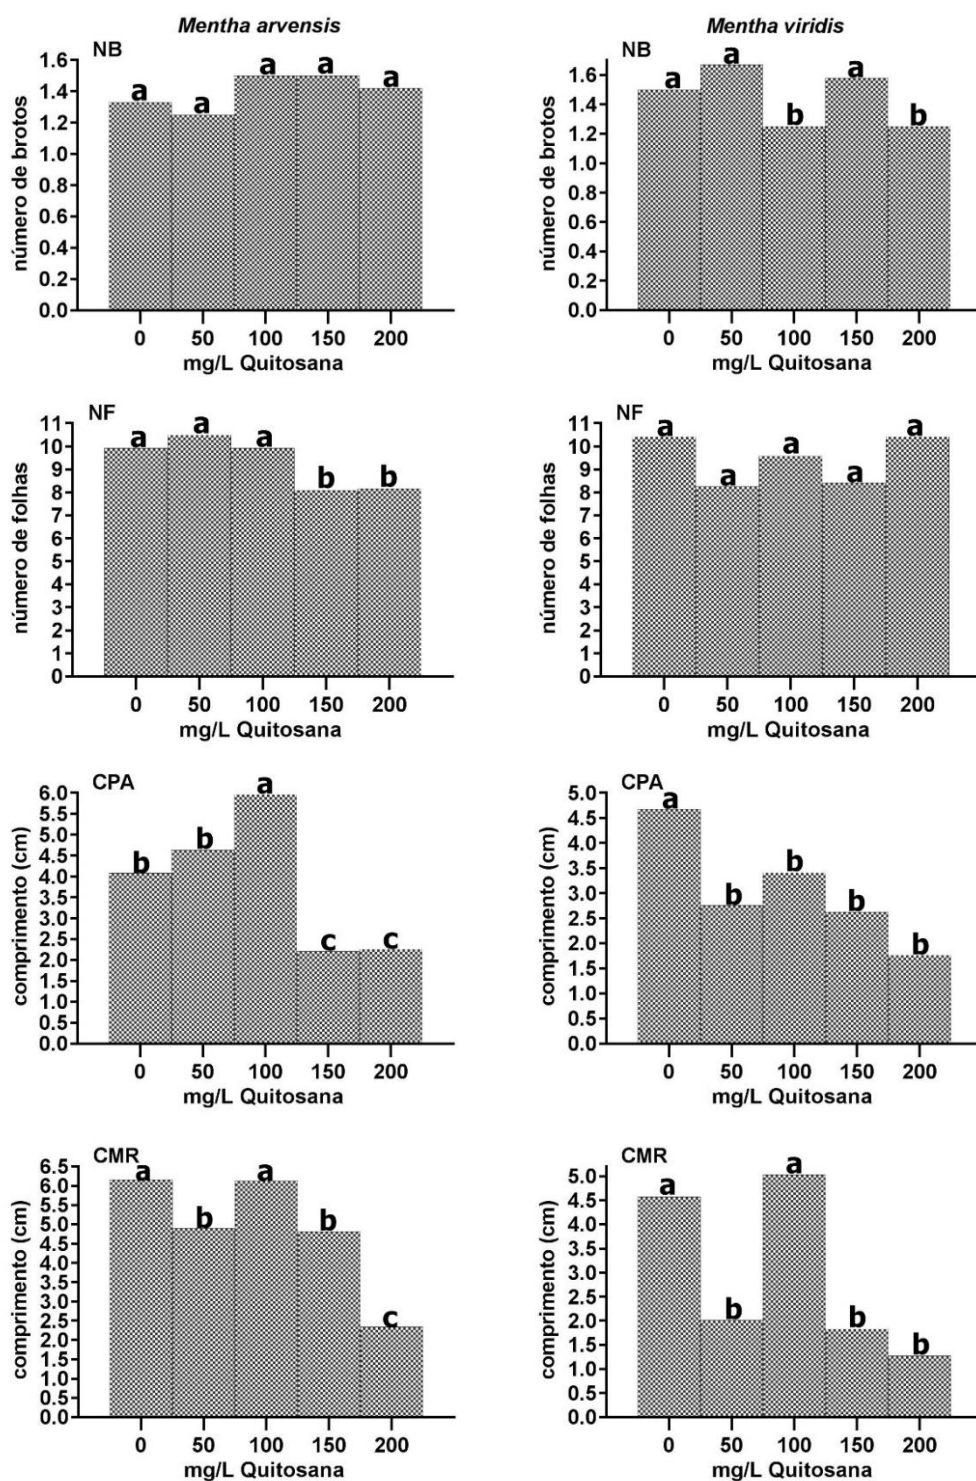 Mentha arvensis
NB
número de brotos
1.6
1.4
1.2
1.0
0.8
0.6
0.4
0.2
0.0
a a a a a
0 50 100 150 200
mg/L Quitosana
Mentha viridis
NB
número de brotos
1.6
1.4
1.2
1.0
0.8
0.6
0.4
0.2
0.0
a a b a b
0 50 100 150 200
mg/L Quitosana
NF
número de folhas
11
10
9
8
7
6
5
4
3
2
1
0
a a a b b
0 50 100 150 200
mg/L Quitosana
NF
número de folhas
11
10
9
8
7
6
5
4
3
2
1
0
a a a a a
0 50 100 150 200
mg/L Quitosana
CPA
comprimento (cm)
6.0
5.5
5.0
4.5
4.0
3.5
3.0
2.5
2.0
1.5
1.0
0.5
0.0
b b a c c
0 50 100 150 200
mg/L Quitosana
CPA
comprimento (cm)
5.0
4.5
4.0
3.5
3.0
2.5
2.0
1.5
1.0
0.5
0.0
a b b b b
0 50 100 150 200
mg/L Quitosana
CMR
comprimento (cm)
6.5
6.0
5.5
5.0
4.5
4.0
3.5
3.0
2.5
2.0
1.5
1.0
0.5
0.0
a b a b c
0 50 100 150 200
mg/L Quitosana
CMR
comprimento (cm)
5.0
4.5
4.0
3.5
3.0
2.5
2.0
1.5
1.0
0.5
0.0
a b a b b
0 50 100 150 200
mg/L Quitosana